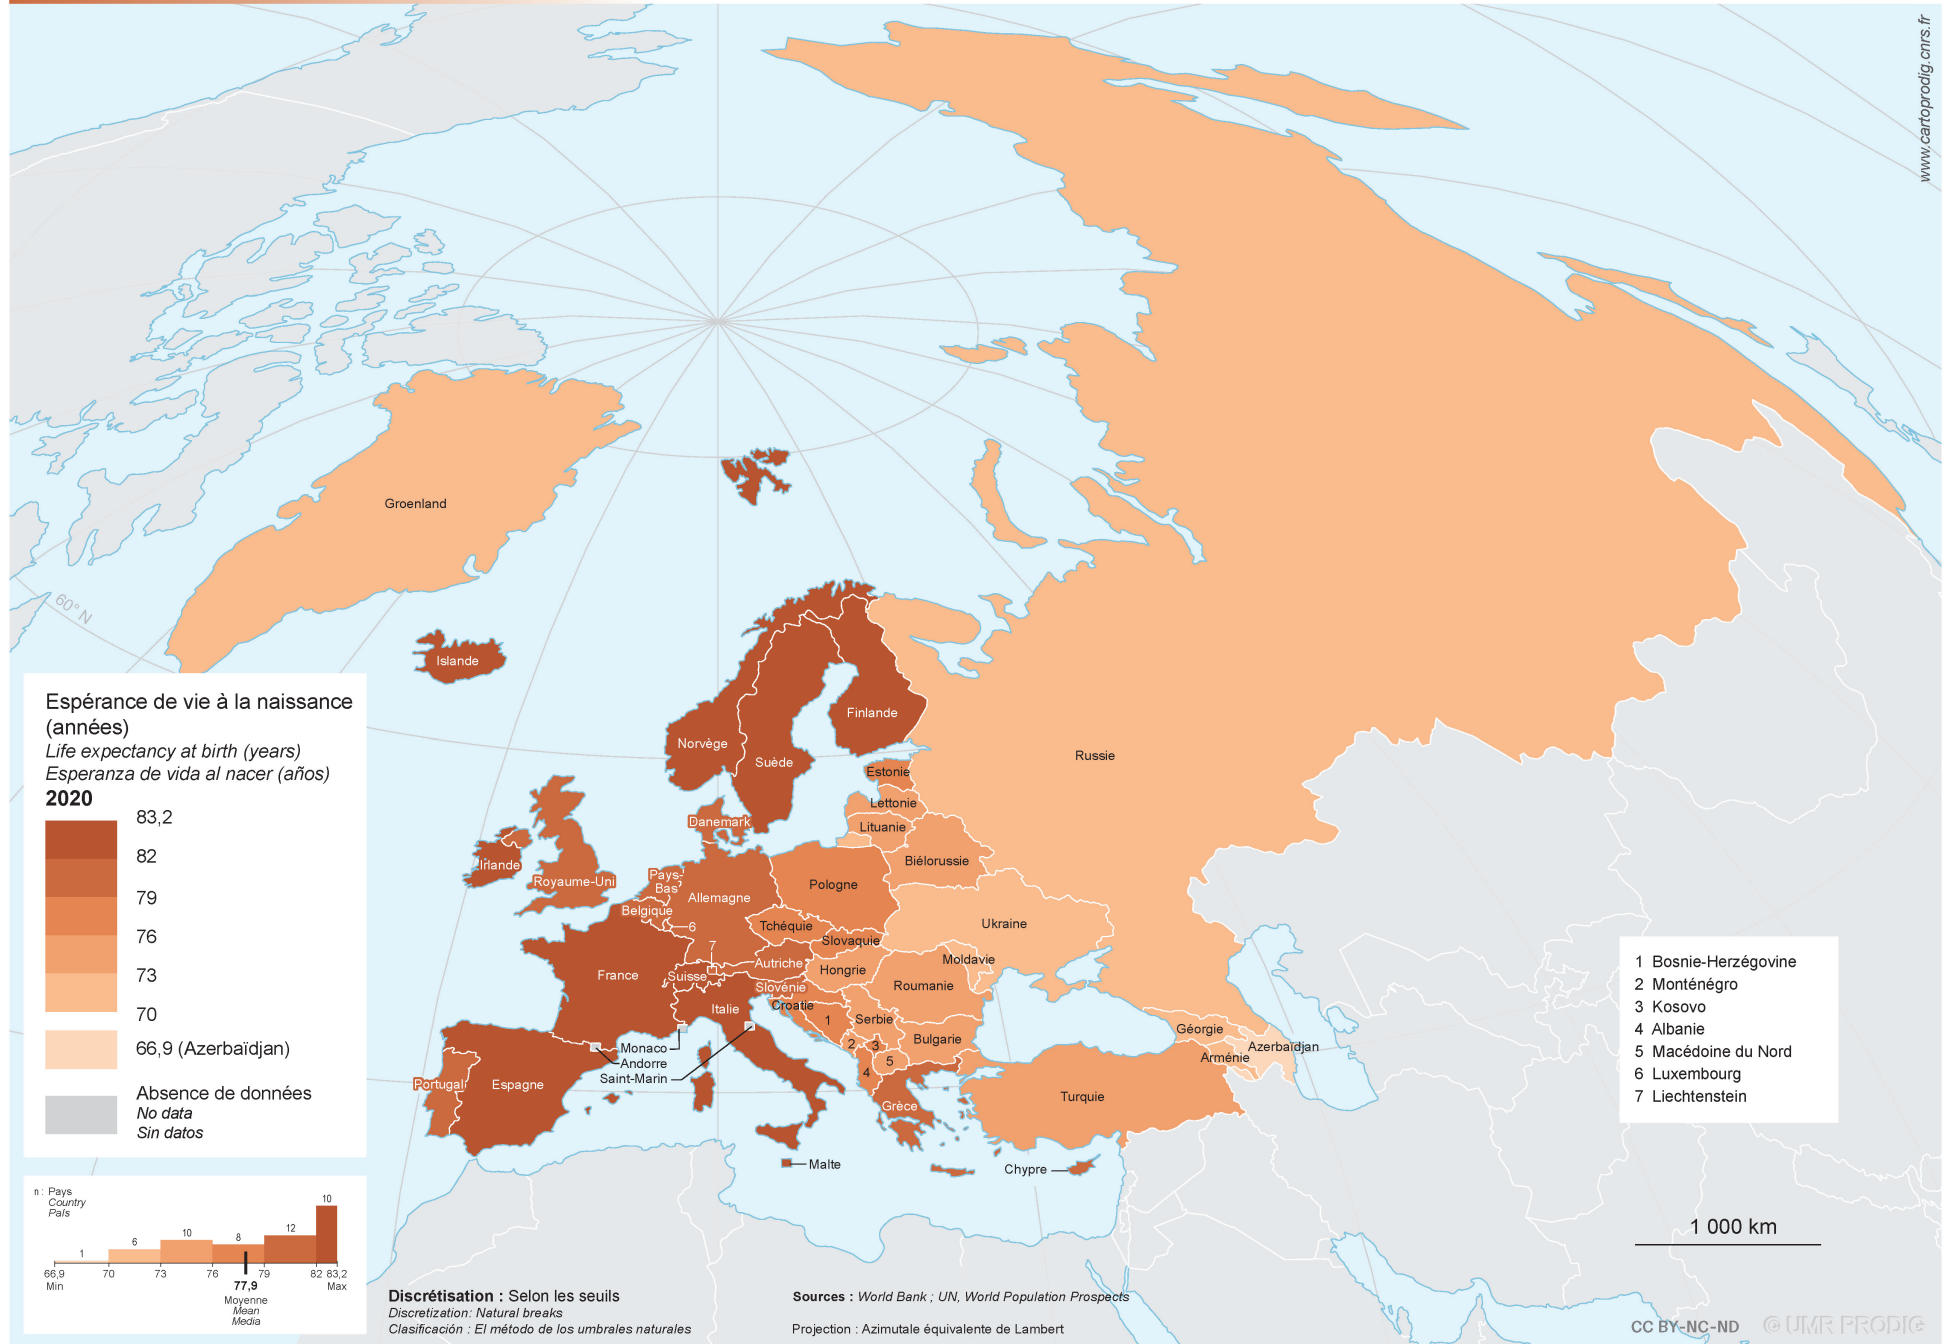 www.cartoprodig.cnrs.fr
Groenland
60° N
Islande
Norvège
Suède
Finlande
Russie
Estonie
Lettonie
Lituanie
Danemark
Biélorussie
Irlande
Royaume-Uni
Pays-
Bas
Allemagne
Pologne
Belgique
6
Ukraine
Tchéquie
Slovaquie
7
Autriche
Moldavie
France
Suisse
Hongrie
Roumanie
Slovénie
Italie
Croatie
1
Serbie
Géorgie
Bulgarie
Azerbaïdjan
Arménie
2
3
5
4
Monaco
Andorre
Saint-Marin
Portugal
Espagne
Turquie
Grèce
Malte
Chypre
Espérance de vie à la naissance
(années)
Life expectancy at birth (years)
Esperanza de vida al nacer (años)
2020
83,2
82
79
76
73
70
66,9 (Azerbaïdjan)
Absence de données
No data
Sin datos
n : Pays
Country
País
1
6
10
8
12
10
66,9
Min
70
73
76
79
82
83,2
Max
77,9
Moyenne
Mean
Media
1 Bosnie-Herzégovine
2 Monténégro
3 Kosovo
4 Albanie
5 Macédoine du Nord
6 Luxembourg
7 Liechtenstein
1 000 km
Discrétisation : Selon les seuils
Discretization: Natural breaks
Clasificación : El método de los umbrales naturales
Sources : World Bank ; UN, World Population Prospects
Projection : Azimutale équivalente de Lambert
CC BY-NC-ND © UMR PRODIG